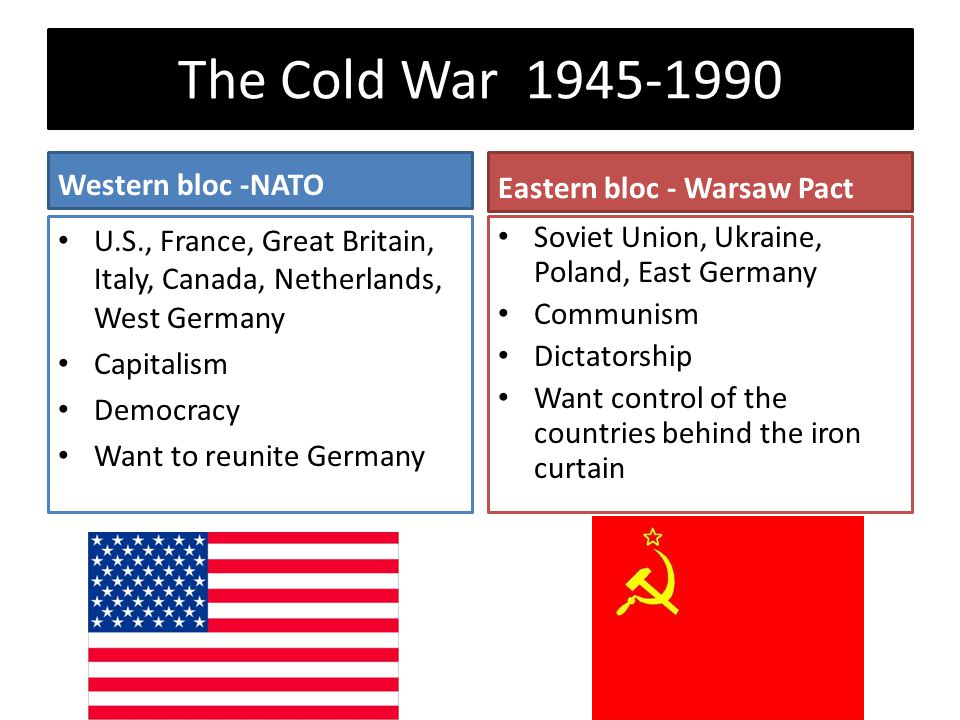 The Cold War 1945-1990
Western bloc -NATO
• U.S., France, Great Britain,
Italy, Canada, Netherlands,
West Germany
• Capitalism
• Democracy
• Want to reunite Germany
Eastern bloc - Warsaw Pact
• Soviet Union, Ukraine,
Poland, East Germany
• Communism
• Dictatorship
• Want control of the
countries behind the iron
curtain